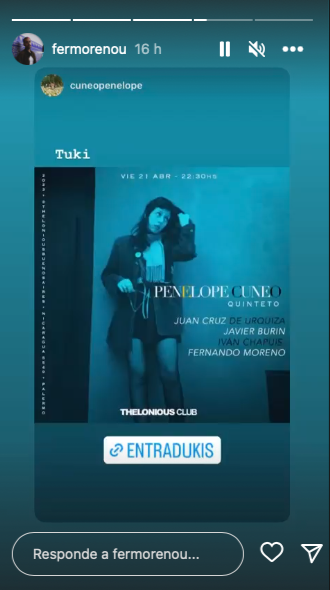 fermorenou 16 h
cuneopenelope
Tuki
VIE 21 ABR - 22:30HS
PENELOPE CUNEO
QUINTETO
JUAN CRUZ DE URQUIZA
JAVIER BURIN
IVAN CHAPUIS
FERNANDO MORENO
THELONIOUS CLUB
ENTRADUKIS
Responde a fermorenou...